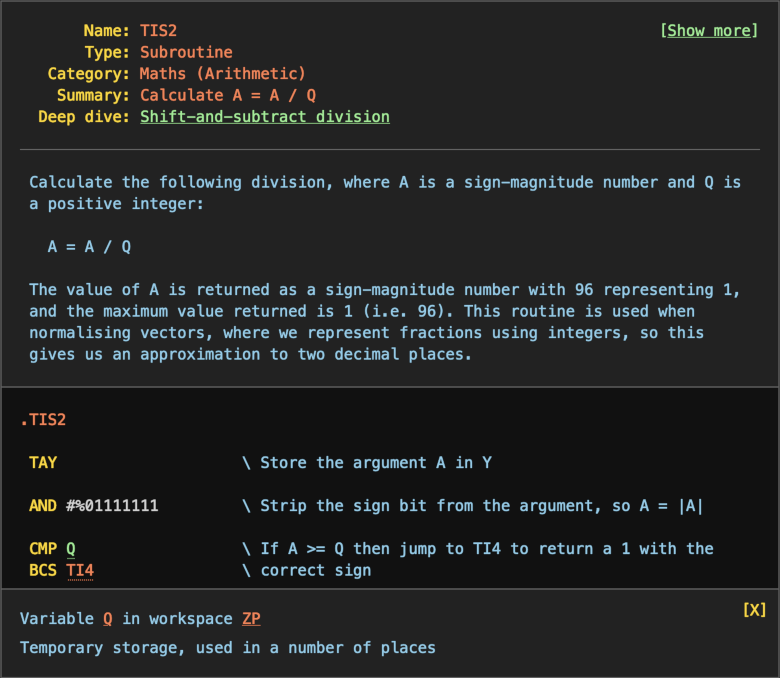 Name: TIS2 [Show more]
Type: Subroutine
Category: Maths (Arithmetic)
Summary: Calculate A = A / Q
Deep dive: Shift-and-subtract division
Calculate the following division, where A is a sign-magnitude number and Q is
a positive integer:
A = A / Q
The value of A is returned as a sign-magnitude number with 96 representing 1,
and the maximum value returned is 1 (i.e. 96). This routine is used when
normalising vectors, where we represent fractions using integers, so this
gives us an approximation to two decimal places.
.TIS2
TAY \ Store the argument A in Y
AND #%01111111 \ Strip the sign bit from the argument, so A = |A|
CMP Q \ If A >= Q then jump to TI4 to return a 1 with the
BCS TI4 \ correct sign
Variable Q in workspace ZP [X]
Temporary storage, used in a number of places